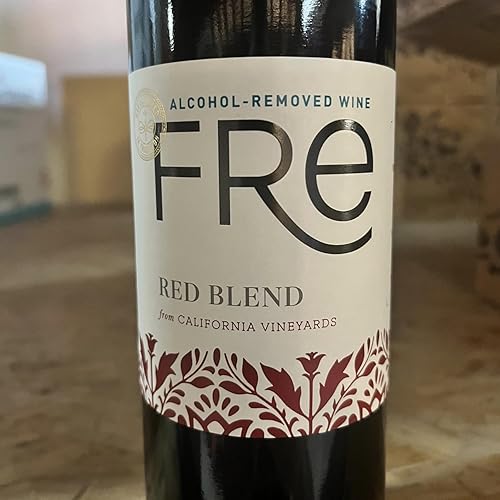 ALCOHOL-REMOVED WINE
FRe
RED BLEND
from CALIFORNIA VINEYARDS